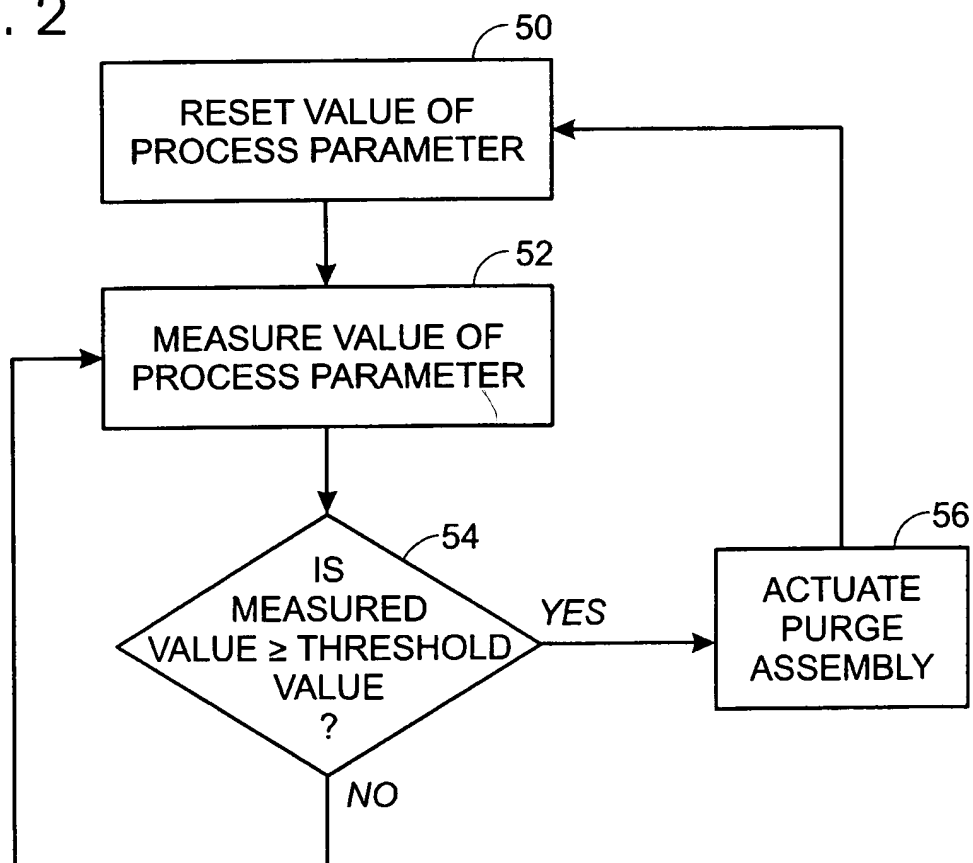 . 2
50
RESET VALUE OF
PROCESS PARAMETER
52
MEASURE VALUE OF
PROCESS PARAMETER
54
IS
MEASURED
VALUE ≥ THRESHOLD
VALUE
?
YES
56
ACTUATE
PURGE
ASSEMBLY
NO